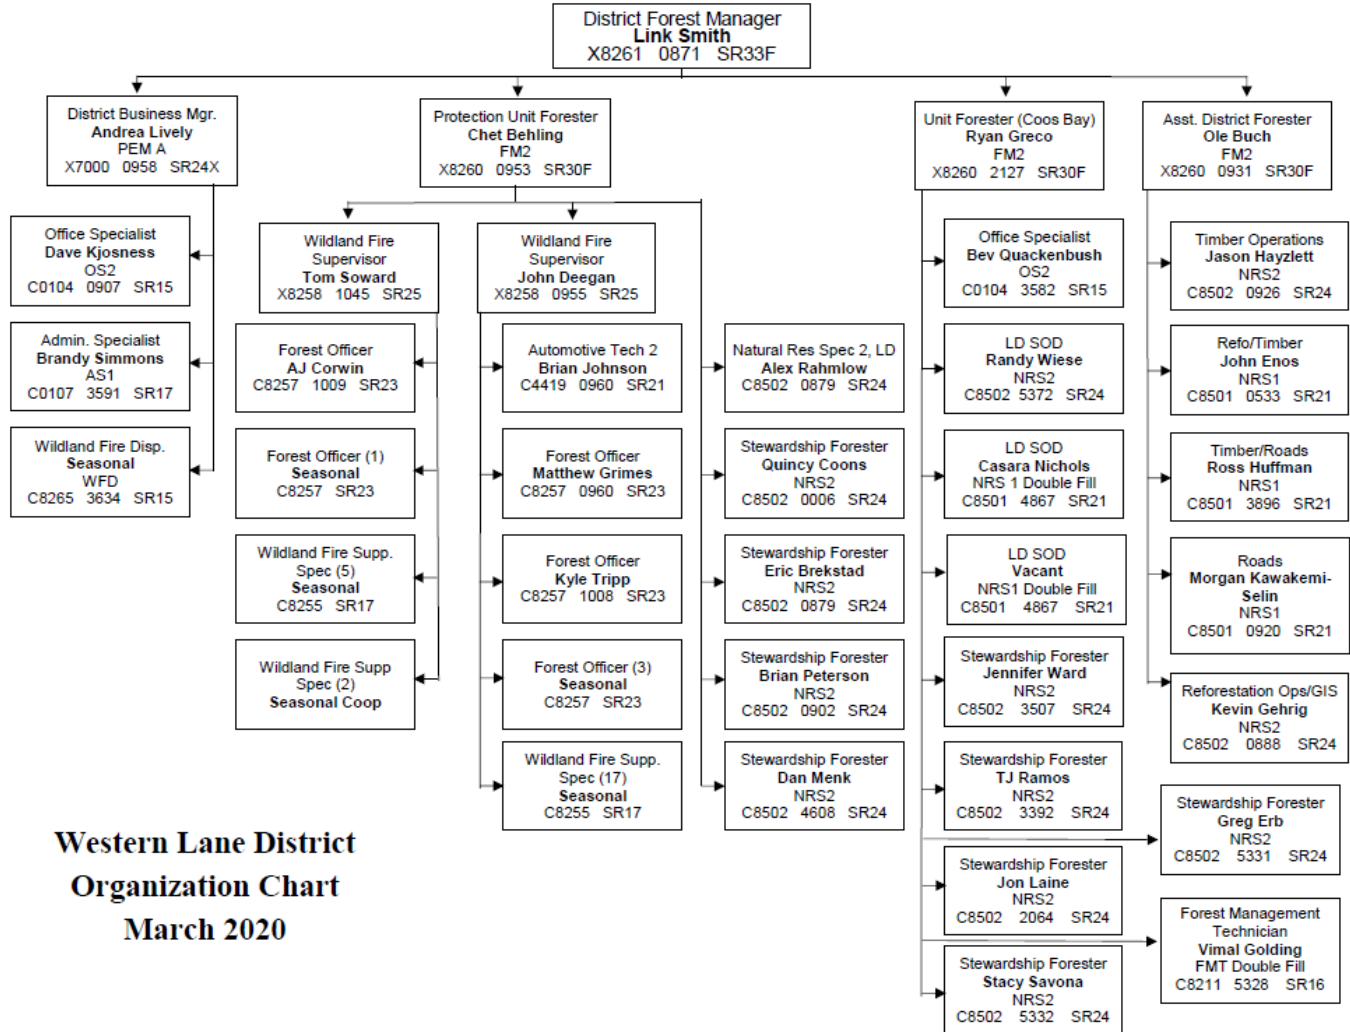 District Forest Manager
Link Smith
X8261 0871 SR33F
District Business Mgr.
Andrea Lively
PEM A
X7000 0958 SR24X
Protection Unit Forester
Chet Behling
FM2
X8260 0953 SR30F
Unit Forester (Coos Bay)
Ryan Greco
FM2
X8260 2127 SR30F
Asst. District Forester
Ole Buch
FM2
X8260 0931 SR30F
Office Specialist
Dave Kjosness
OS2
C0104 0907 SR15
Admin. Specialist
Brandy Simmons
AS1
C0107 3591 SR17
Wildland Fire Disp.
Seasonal
WFD
C8265 3634 SR15
Wildland Fire
Supervisor
Tom Soward
X8258 1045 SR25
Forest Officer
AJ Corwin
C8257 1009 SR23
Forest Officer (1)
Seasonal
C8257 SR23
Wildland Fire Supp.
Spec (5)
Seasonal
C8255 SR17
Wildland Fire Supp
Spec (2)
Seasonal Coop
Wildland Fire
Supervisor
John Deegan
X8258 0955 SR25
Automotive Tech 2
Brian Johnson
C4419 0960 SR21
Forest Officer
Matthew Grimes
C8257 0960 SR23
Forest Officer
Kyle Tripp
C8257 1008 SR23
Forest Officer (3)
Seasonal
C8257 SR23
Wildland Fire Supp.
Spec (17)
Seasonal
C8255 SR17
Natural Res Spec 2, LD
Alex Rahmlow
C8502 0879 SR24
Stewardship Forester
Quincy Coons
NRS2
C8502 0006 SR24
Stewardship Forester
Eric Brekstad
NRS2
C8502 0879 SR24
Stewardship Forester
Brian Peterson
NRS2
C8502 0902 SR24
Stewardship Forester
Dan Menk
NRS2
C8502 4608 SR24
Office Specialist
Bev Quackenbush
OS2
C0104 3582 SR15
LD SOD
Randy Wiese
NRS2
C8502 5372 SR24
LD SOD
Casara Nichols
NRS 1 Double Fill
C8501 4867 SR21
LD SOD
Vacant
NRS1 Double Fill
C8501 4867 SR21
Stewardship Forester
Jennifer Ward
NRS2
C8502 3507 SR24
Stewardship Forester
TJ Ramos
NRS2
C8502 3392 SR24
Stewardship Forester
Jon Laine
NRS2
C8502 2064 SR24
Stewardship Forester
Stacy Savona
NRS2
C8502 5332 SR24
Timber Operations
Jason Hayzlett
NRS2
C8502 0926 SR24
Refo/Timber
John Enos
NRS1
C8501 0533 SR21
Timber/Roads
Ross Huffman
NRS1
C8501 3896 SR21
Roads
Morgan Kawakemi-
Selin
NRS1
C8501 0920 SR21
Reforestation Ops/GIS
Kevin Gehrig
NRS2
C8502 0888 SR24
Stewardship Forester
Greg Erb
NRS2
C8502 5331 SR24
Forest Management
Technician
Vimal Golding
FMT Double Fill
C8211 5328 SR16
Western Lane District
Organization Chart
March 2020